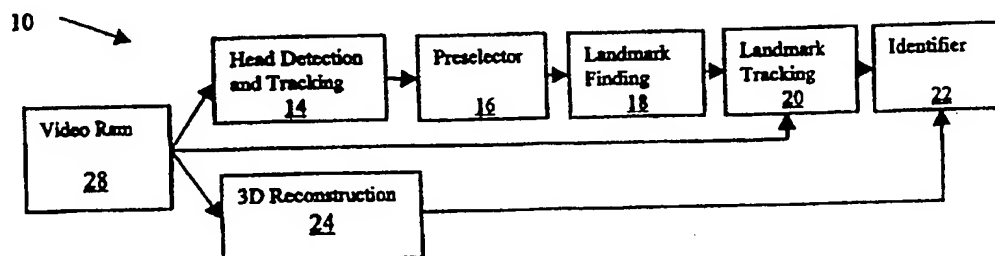 10
Head Detection
and Tracking
14
Preselector
16
Landmark
Finding
18
Landmark
Tracking
20
Identifier
22
Video Ram
28
3D Reconstruction
24